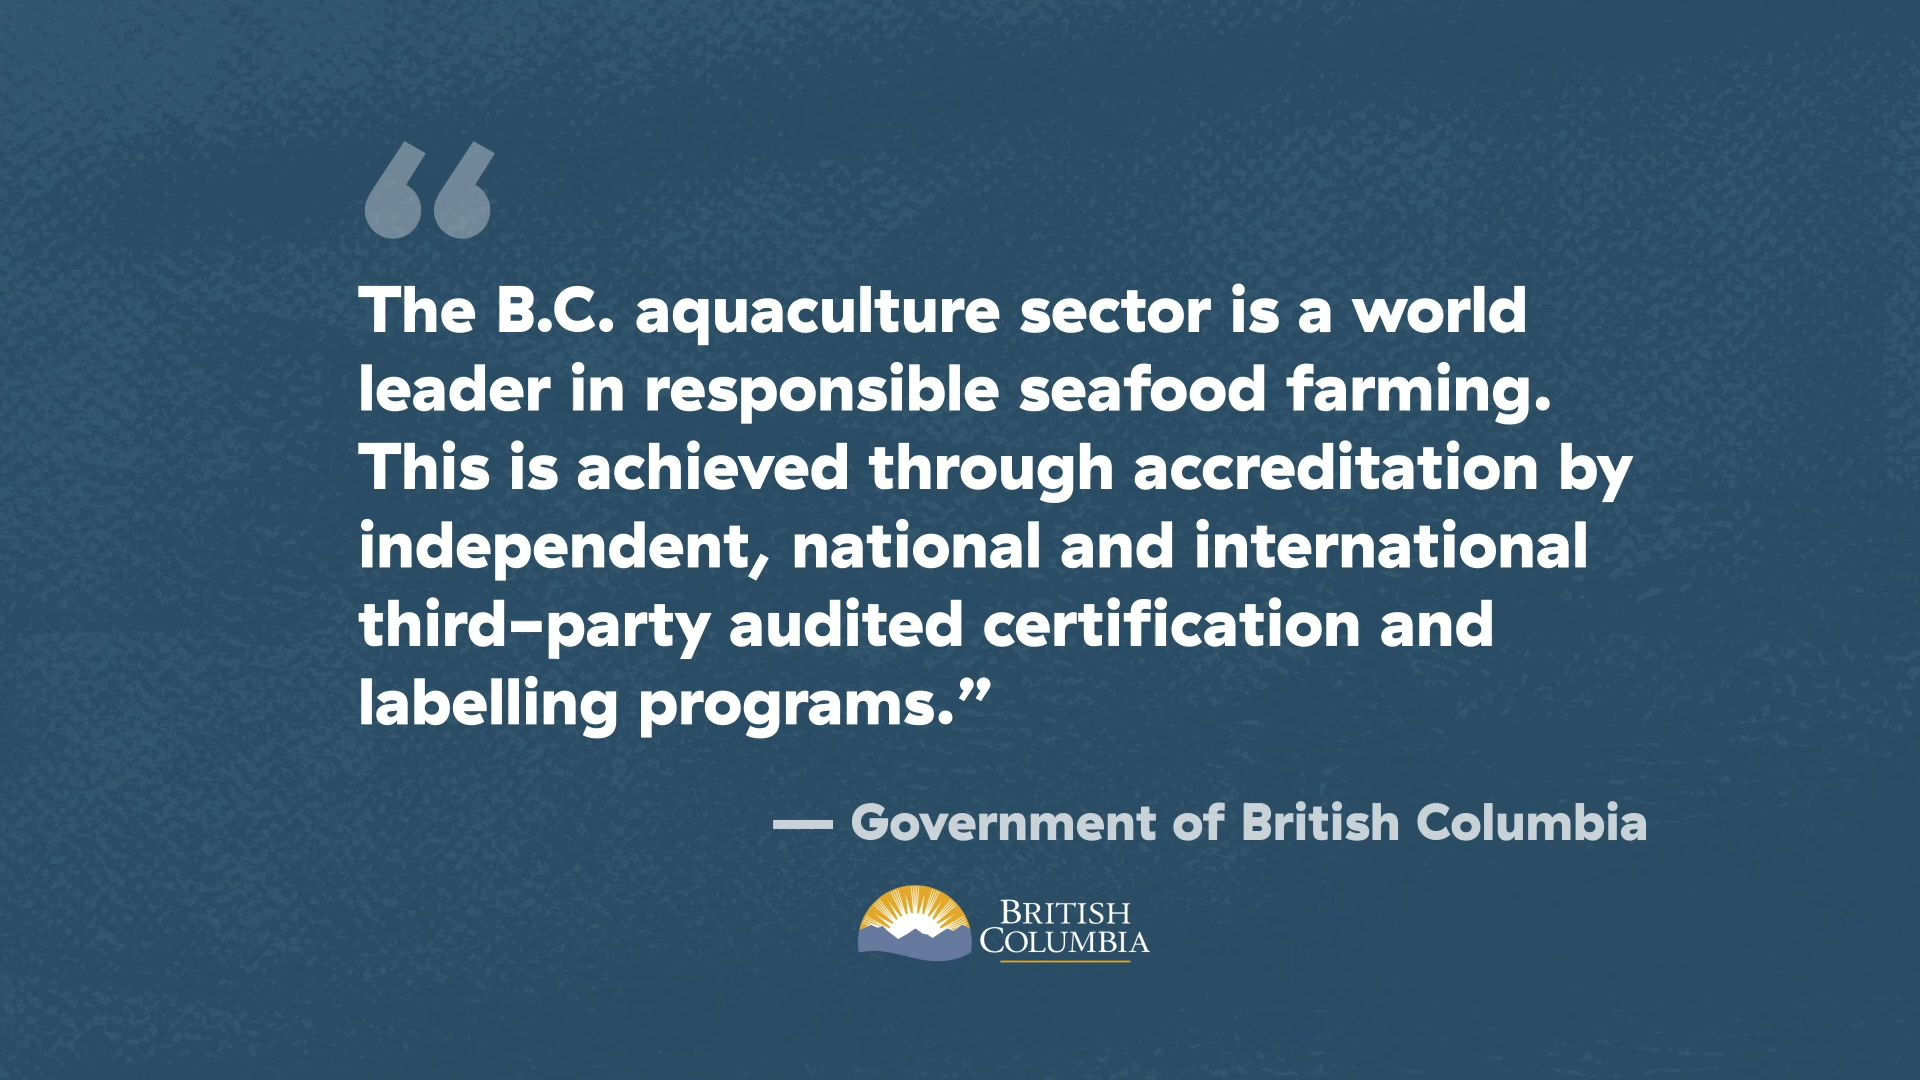 “
The B.C. aquaculture sector is a world
leader in responsible seafood farming.
This is achieved through accreditation by
independent, national and international
third-party audited certification and
labelling programs.”
— Government of British Columbia
BRITISH
COLUMBIA